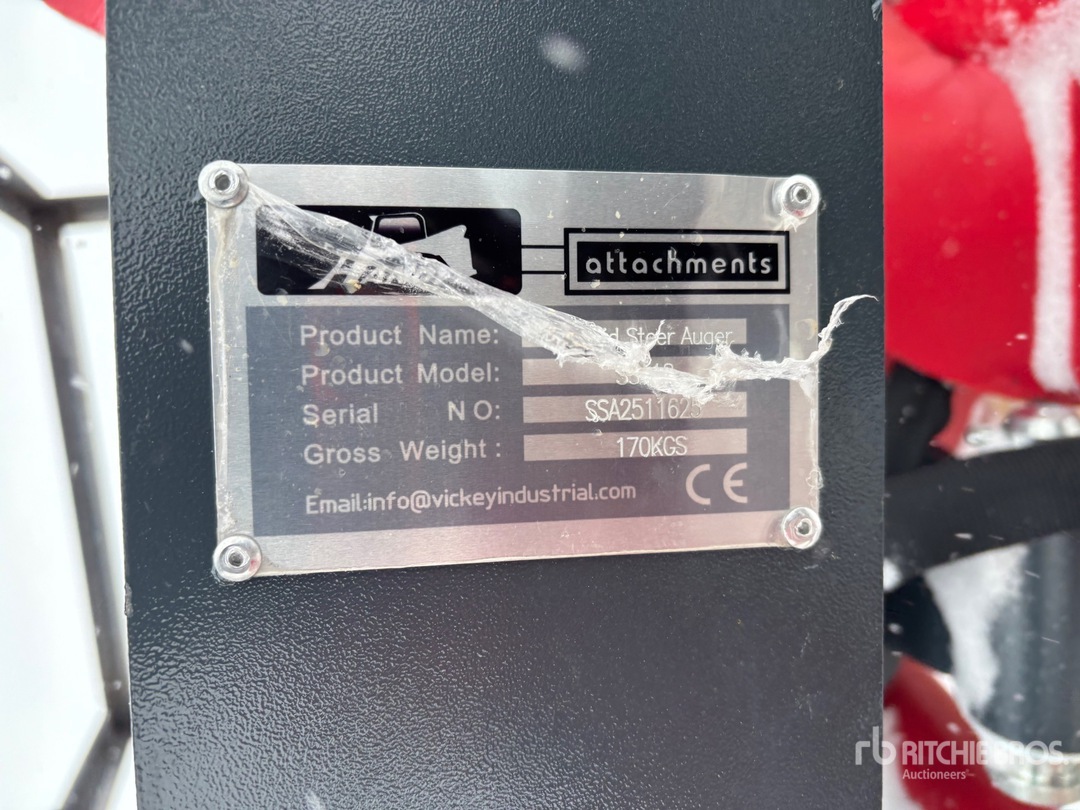 attachments
Product Name: Steer Auger
Product Model:
Serial NO: SSA2511625
Gross Weight: 170KGS
Email:info@vickeyindustrial.com CE
rb RITCHIE BROS.
Auctioneers